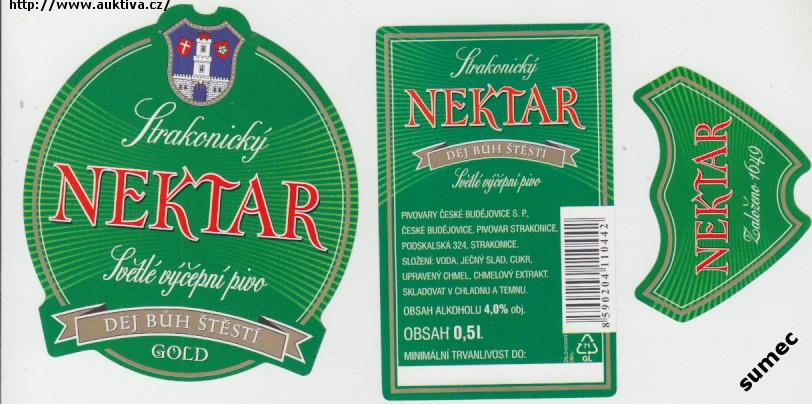 http://www.auktiva.cz/
Strakonický
NEKTAR
Světlé výčepní pivo
DEJ BŮH ŠTĚSTÍ
GOLD
Strakonický
NEKTAR
DEJ BŮH ŠTĚSTÍ
Světlé výčepní pivo
PIVOVARY ČESKÉ BUDĚJOVICE S. P.,
ČESKÉ BUDĚJOVICE, PIVOVAR STRAKONICE,
PODSKALSKÁ 324, STRAKONICE.
SLOŽENÍ: VODA, JEČNÝ SLAD, CUKR,
UPRAVENÝ CHMEL, CHMELOVÝ EXTRAKT.
SKLADOVAT V CHLADNU A TEMNU.
OBSAH ALKOHOLU 4,0% obj.
OBSAH 0,5l.
MINIMÁLNÍ TRVANLIVOST DO:
8 590204 110442
71
GL
NEKTAR
Založeno 1649
sumec